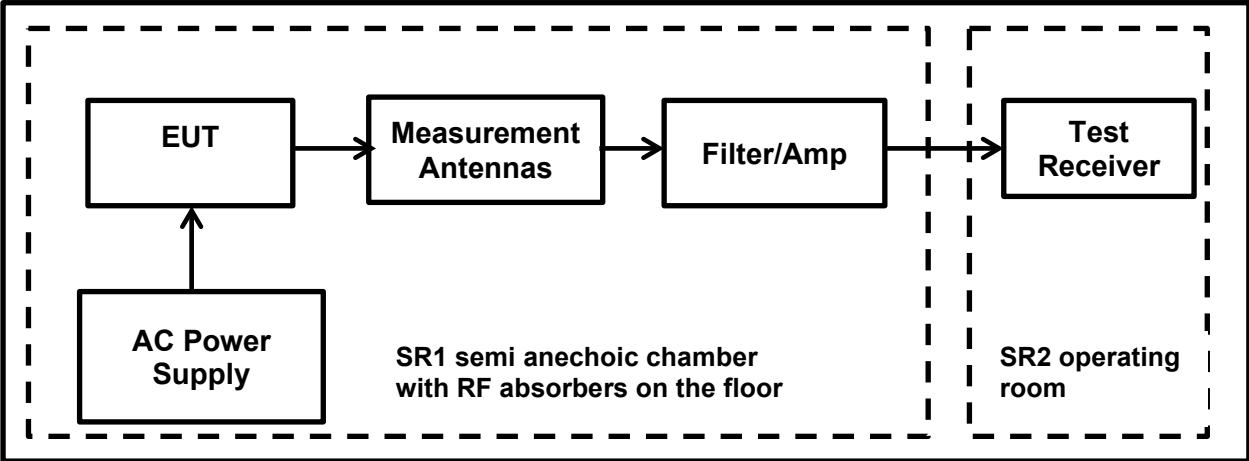 EUT
Measurement
Antennas
Filter/Amp
Test
Receiver
AC Power
Supply
SR1 semi anechoic chamber
with RF absorbers on the floor
SR2 operating
room